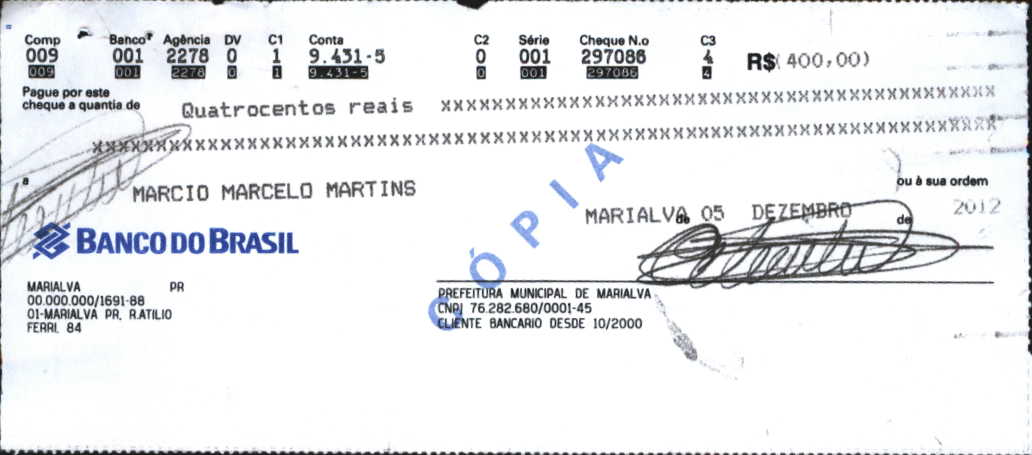 Comp Banco Agência DV C1 Conta C2 Série Cheque N.o C3
009 001 2278 0 1 9.431-5 0 001 297086 4 R$(400,00)
009 001 2278 0 1 9.431-5 0 001 297086 4
Pague por este
cheque a quantia de Quatrocentos reais XXXXXXXXXXXXXXXXXXXXXXXXXXXXXXXXXX
XXXXXXXXXXXXXXXXXXXXXXXXXXXXXXXXXXXXXXXXXXXXXXXXXXXXXXX
a MARCIO MARCELO MARTINS ou à sua ordem
MARIALVA de 05 DEZEMBRO de 2012
CÓPIA
BANCO DO BRASIL
MARIALVA PR
00.000.000/1691-88
01-MARIALVA PR, R.ATILIO
FERRI, 84
PREFEITURA MUNICIPAL DE MARIALVA
CNPJ 76.282.680/0001-45
CLIENTE BANCARIO DESDE 10/2000